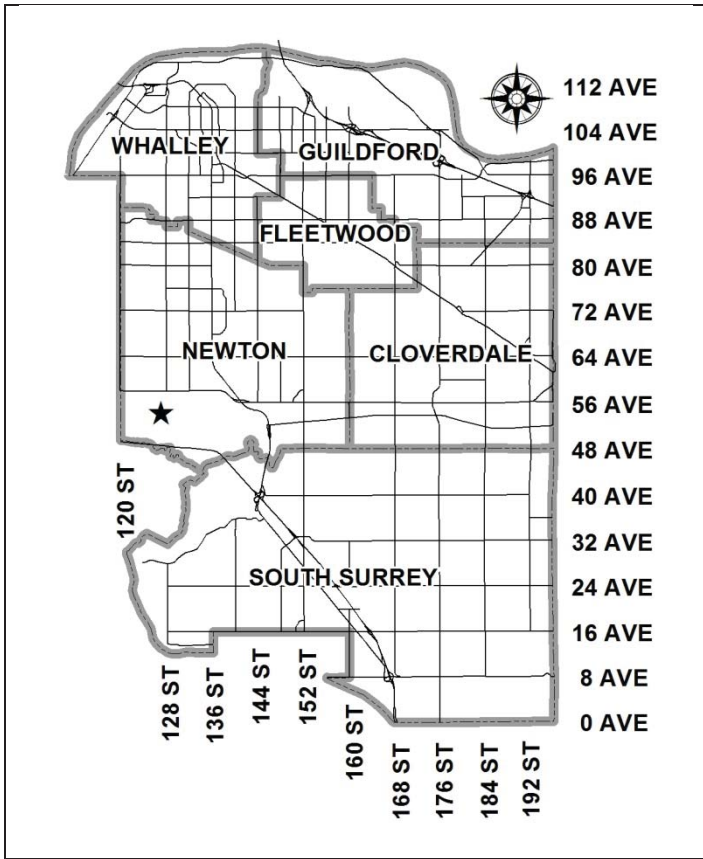 112 AVE
104 AVE
WHALLEY
GUILDFORD
96 AVE
88 AVE
FLEETWOOD
80 AVE
72 AVE
NEWTON
CLOVERDALE
64 AVE
56 AVE
48 AVE
120 ST
40 AVE
32 AVE
SOUTH SURREY
24 AVE
16 AVE
8 AVE
128 ST
136 ST
144 ST
152 ST
160 ST
0 AVE
168 ST
176 ST
184 ST
192 ST